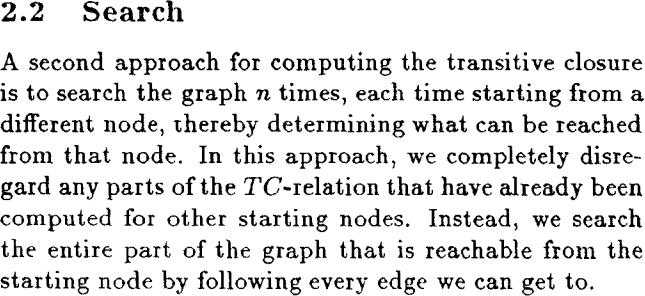 2.2 Search
A second approach for computing the transitive closure
is to search the graph n times, each time starting from a
different node, thereby determining what can be reached
from that node. In this approach, we completely disre-
gard any parts of the TC-relation that have already been
computed for other starting nodes. Instead, we search
the entire part of the graph that is reachable from the
starting node by following every edge we can get to.